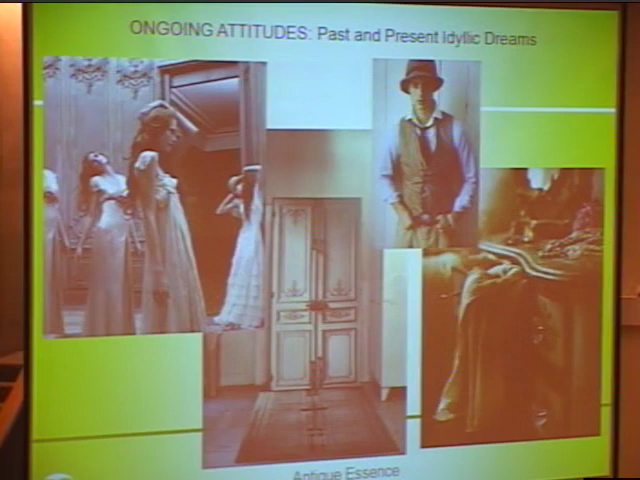 ONGOING ATTITUDES: Past and Present Idyllic Dreams
Antique Essence